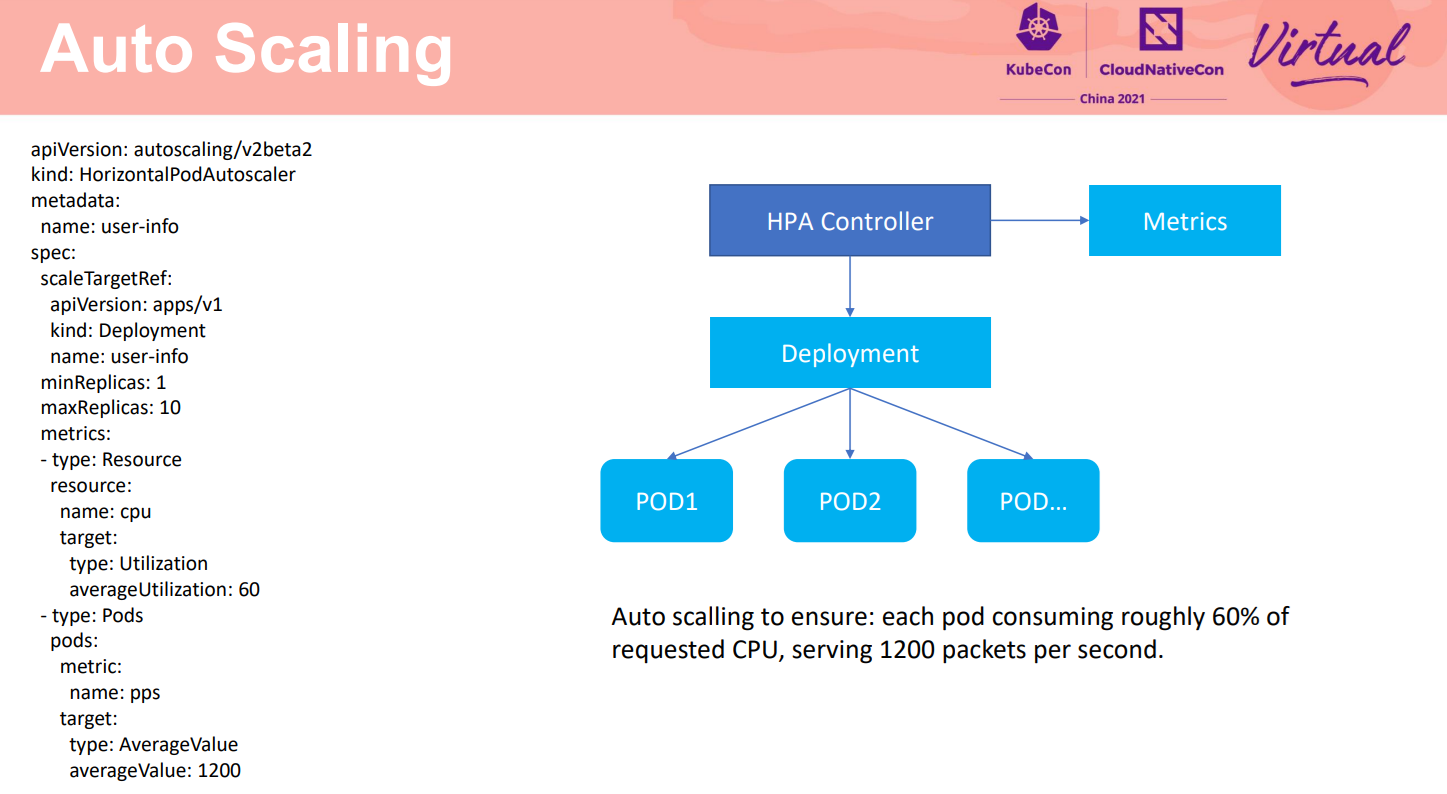 Auto Scaling
KubeCon
CloudNativeCon
China 2021
Virtual
apiVersion: autoscaling/v2beta2
kind: HorizontalPodAutoscaler
metadata:
name: user-info
spec:
scaleTargetRef:
apiVersion: apps/v1
kind: Deployment
name: user-info
minReplicas: 1
maxReplicas: 10
metrics:
- type: Resource
resource:
name: cpu
target:
type: Utilization
averageUtilization: 60
- type: Pods
pods:
metric:
name: pps
target:
type: AverageValue
averageValue: 1200
HPA Controller
Metrics
Deployment
POD1
POD2
POD...
Auto scalling to ensure: each pod consuming roughly 60% of
requested CPU, serving 1200 packets per second.